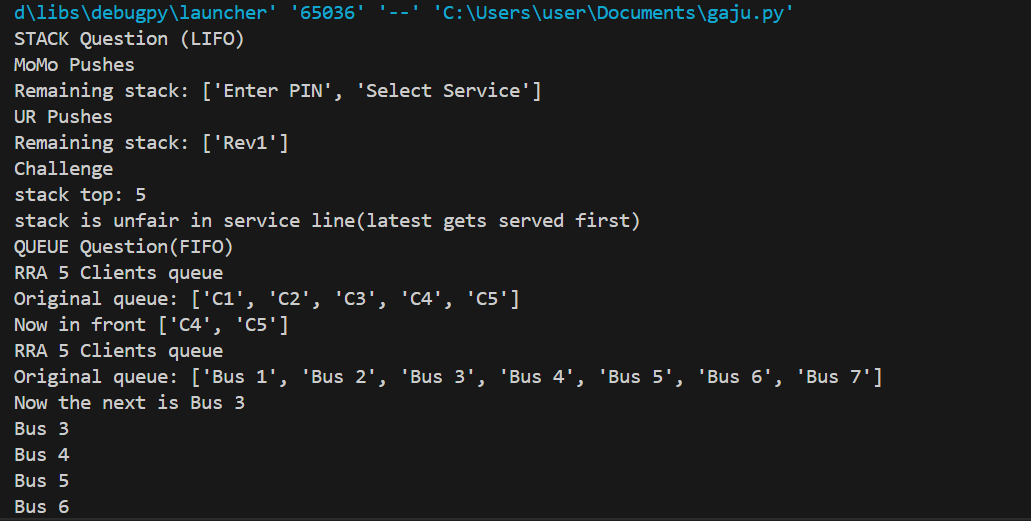 d\libs\debugpy\launcher' '65036' '--' 'C:\Users\user\Documents\gaju.py'
STACK Question (LIFO)
MoMo Pushes
Remaining stack: ['Enter PIN', 'Select Service']
UR Pushes
Remaining stack: ['Rev1']
Challenge
stack top: 5
stack is unfair in service line(latest gets served first)
QUEUE Question(FIFO)
RRA 5 Clients queue
Original queue: ['C1', 'C2', 'C3', 'C4', 'C5']
Now in front ['C4', 'C5']
RRA 5 Clients queue
Original queue: ['Bus 1', 'Bus 2', 'Bus 3', 'Bus 4', 'Bus 5', 'Bus 6', 'Bus 7']
Now the next is Bus 3
Bus 3
Bus 4
Bus 5
Bus 6